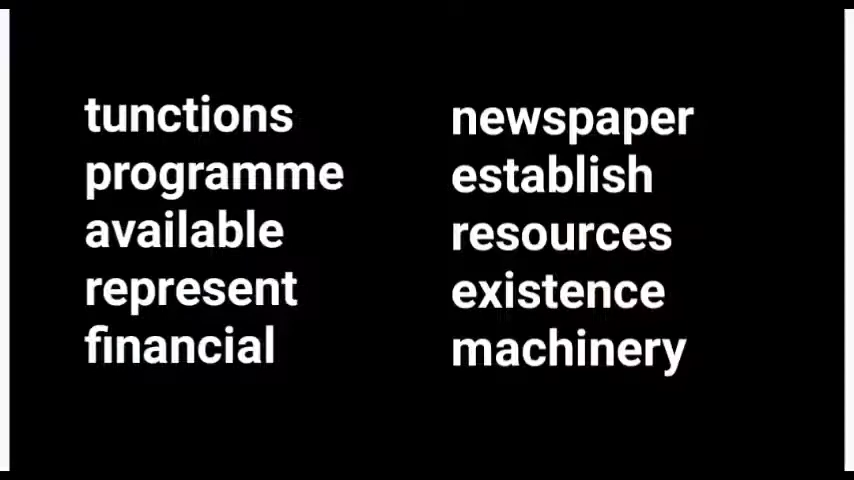 tunctions
programme
available
represent
financial
newspaper
establish
resources
existence
machinery